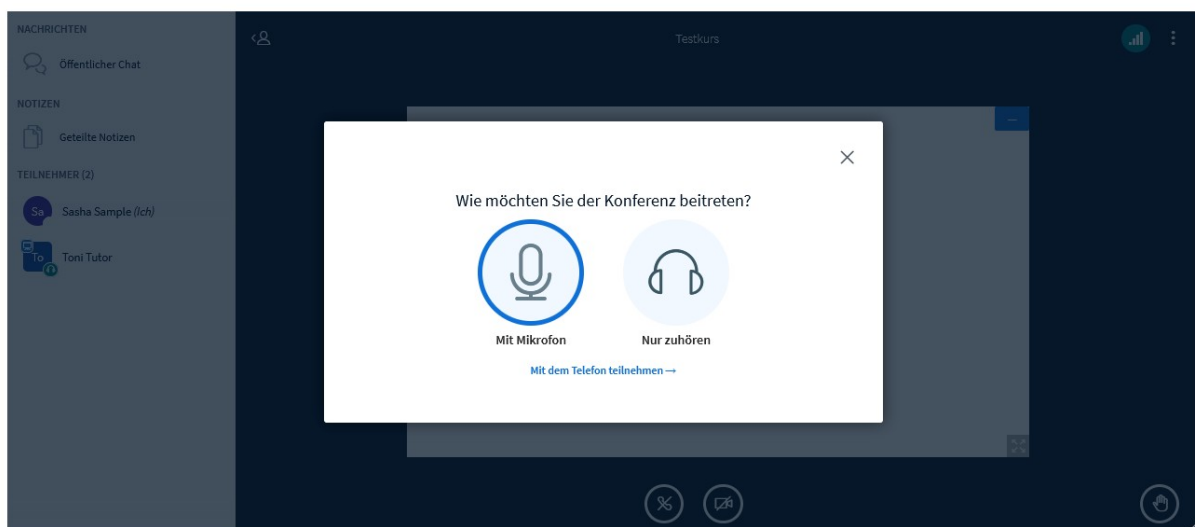 NACHRICHTEN
Öffentlicher Chat
NOTIZEN
Geteilte Notizen
TEILNEHMER (2)
Sa Sasha Sample (Ich)
To Toni Tutor
Testkurs
Wie möchten Sie der Konferenz beitreten?
Mit Mikrofon Nur zuhören
Mit dem Telefon teilnehmen →